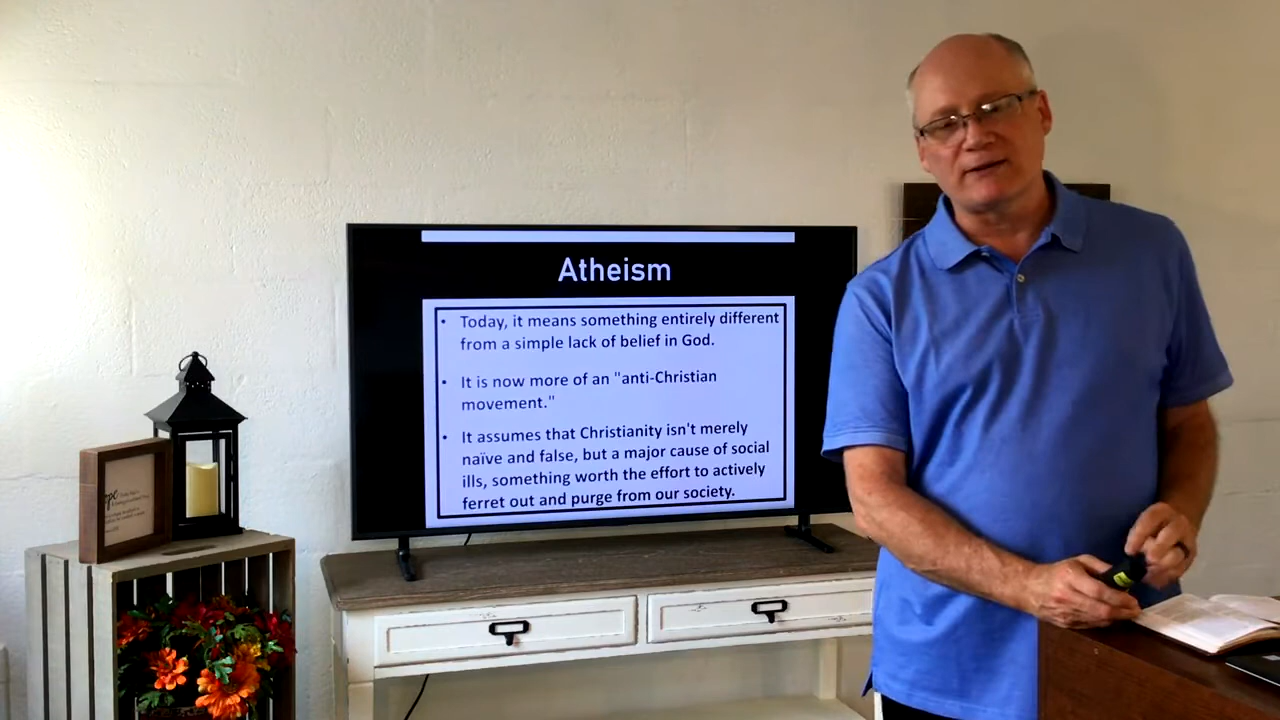 Atheism
• Today, it means something entirely different
from a simple lack of belief in God.
• It is now more of an "anti-Christian
movement."
• It assumes that Christianity isn't merely
naïve and false, but a major cause of social
ills, something worth the effort to actively
ferret out and purge from our society.